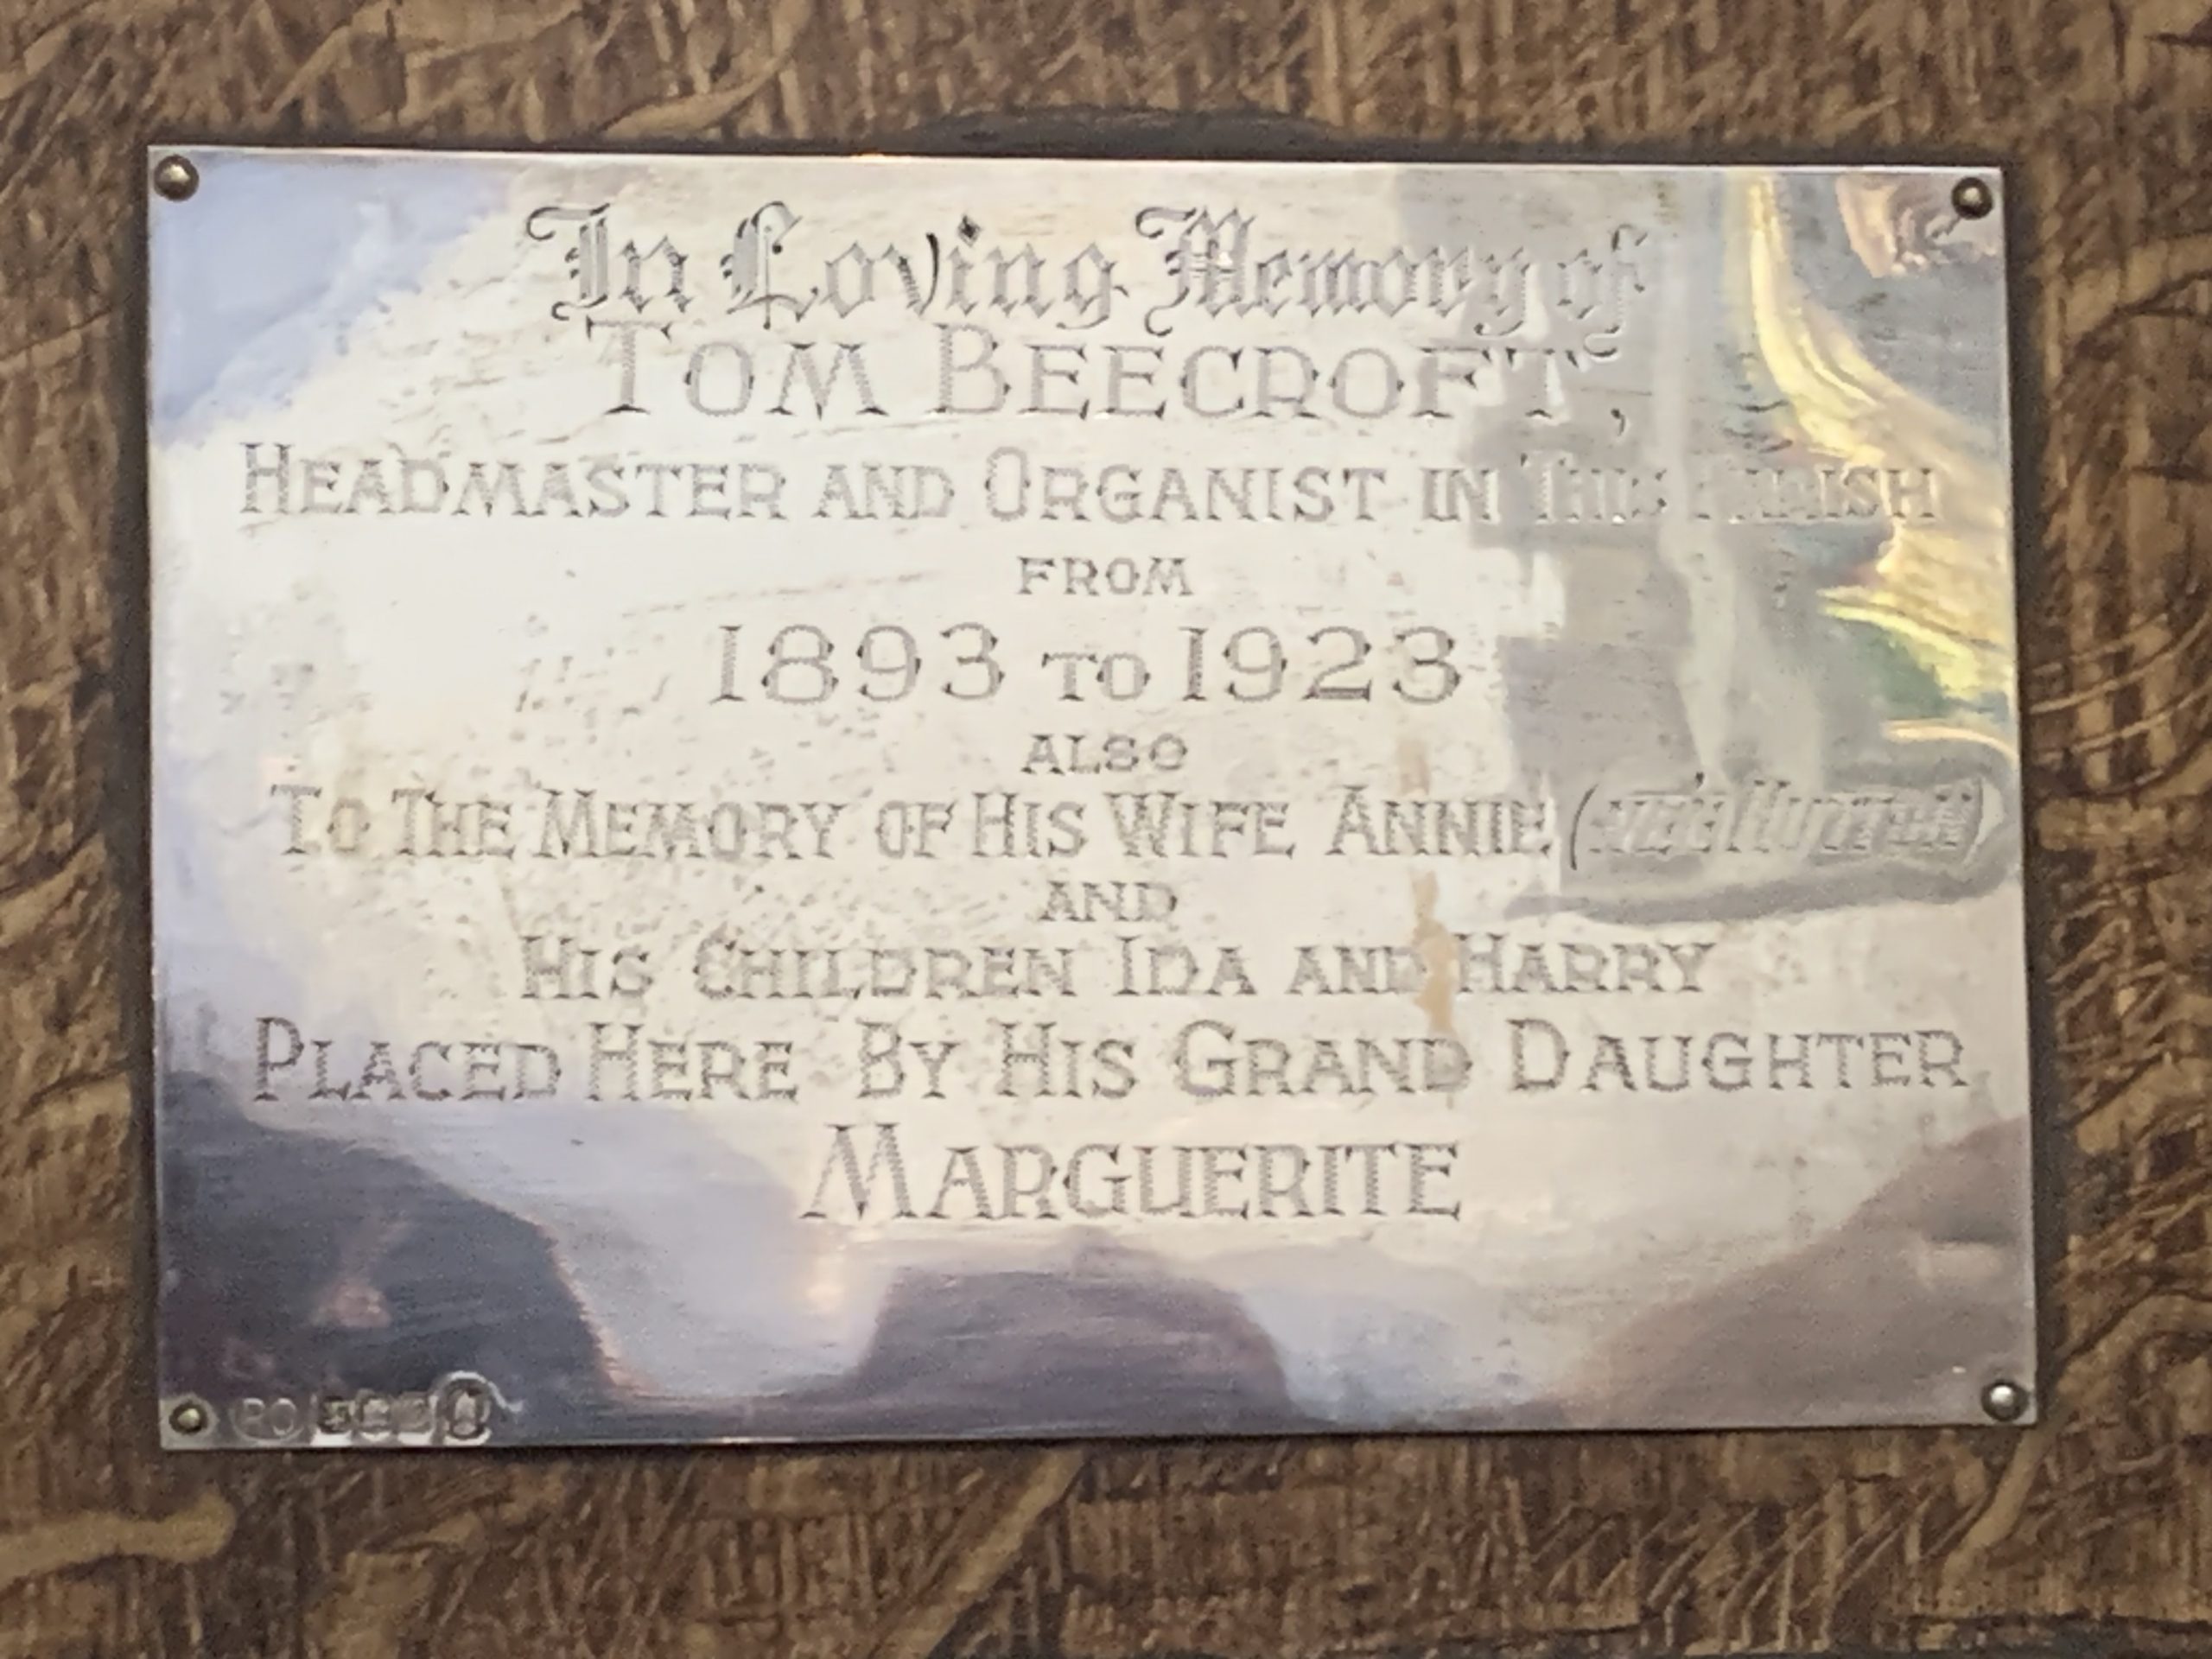 In Loving Memory of
TOM BEECROFT,
HEADMASTER AND ORGANIST IN THIS PARISH
FROM
1893 TO 1923
ALSO
TO THE MEMORY OF HIS WIFE ANNIE
AND
HIS CHILDREN IDA AND HARRY
PLACED HERE BY HIS GRAND DAUGHTER
MARGUERITE